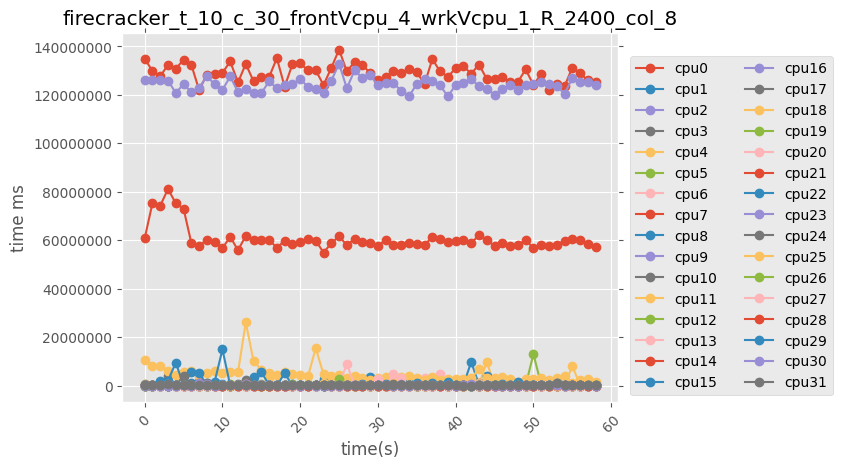 firecracker_t_10_c_30_frontVcpu_4_wrkVcpu_1_R_2400_col_8
140000000
120000000
100000000
80000000
60000000
40000000
20000000
0
time ms
0
10
20
30
40
50
60
time(s)
cpu0
cpu1
cpu2
cpu3
cpu4
cpu5
cpu6
cpu7
cpu8
cpu9
cpu10
cpu11
cpu12
cpu13
cpu14
cpu15
cpu16
cpu17
cpu18
cpu19
cpu20
cpu21
cpu22
cpu23
cpu24
cpu25
cpu26
cpu27
cpu28
cpu29
cpu30
cpu31